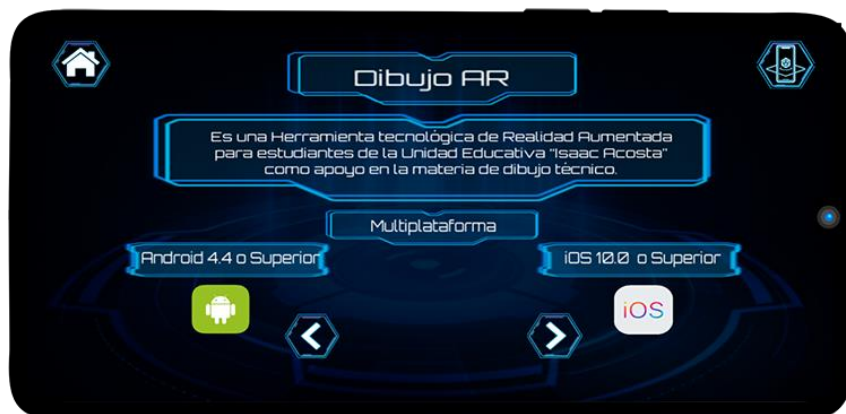 Dibujo AR
Es una Herramienta tecnológica de Realidad Aumentada
para estudiantes de la Unidad Educativa "Isaac Acosta"
como apoyo en la materia de dibujo técnico.
Multiplataforma
Android 4.4 o Superior
iOS 10.0 o Superior
iOS